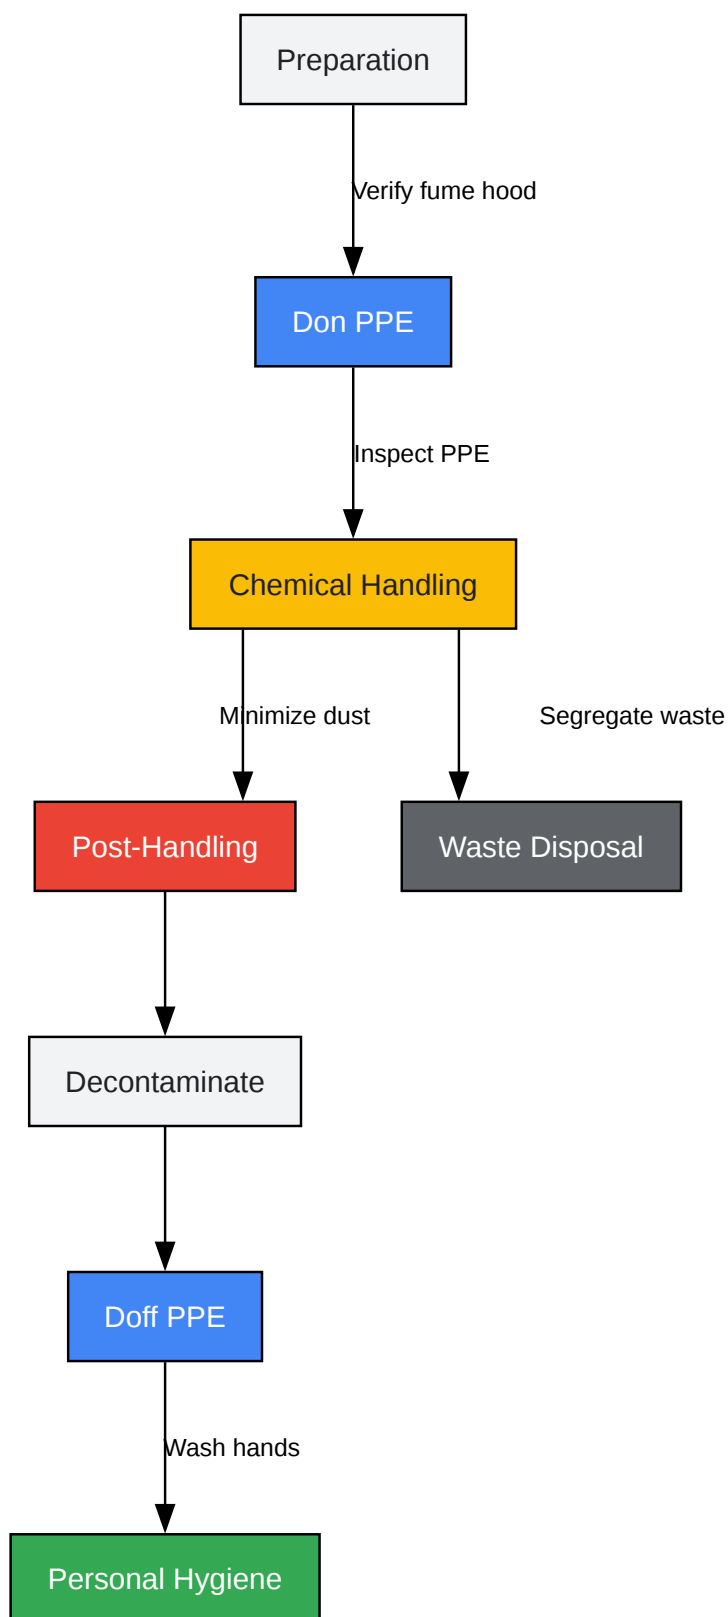 Preparation
Verify fume hood
Don PPE
Inspect PPE
Chemical Handling
Minimize dust
Segregate waste
Post-Handling
Waste Disposal
Decontaminate
Doff PPE
Wash hands
Personal Hygiene